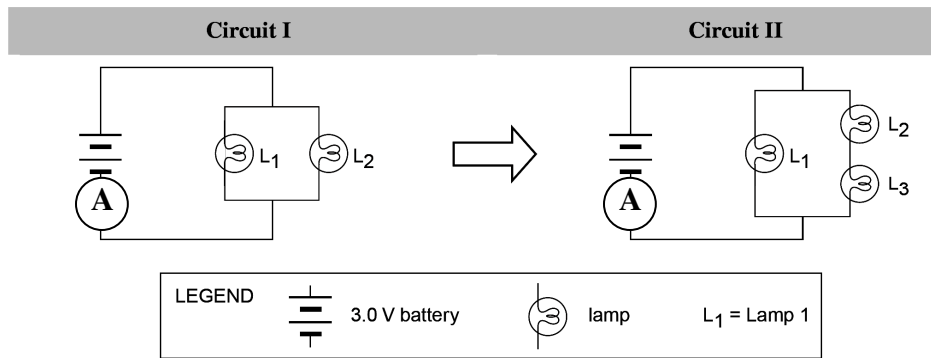 Circuit I
Circuit II
L1
L2
A
L1
L2
L3
A
LEGEND
3.0 V battery
lamp
L1 = Lamp 1